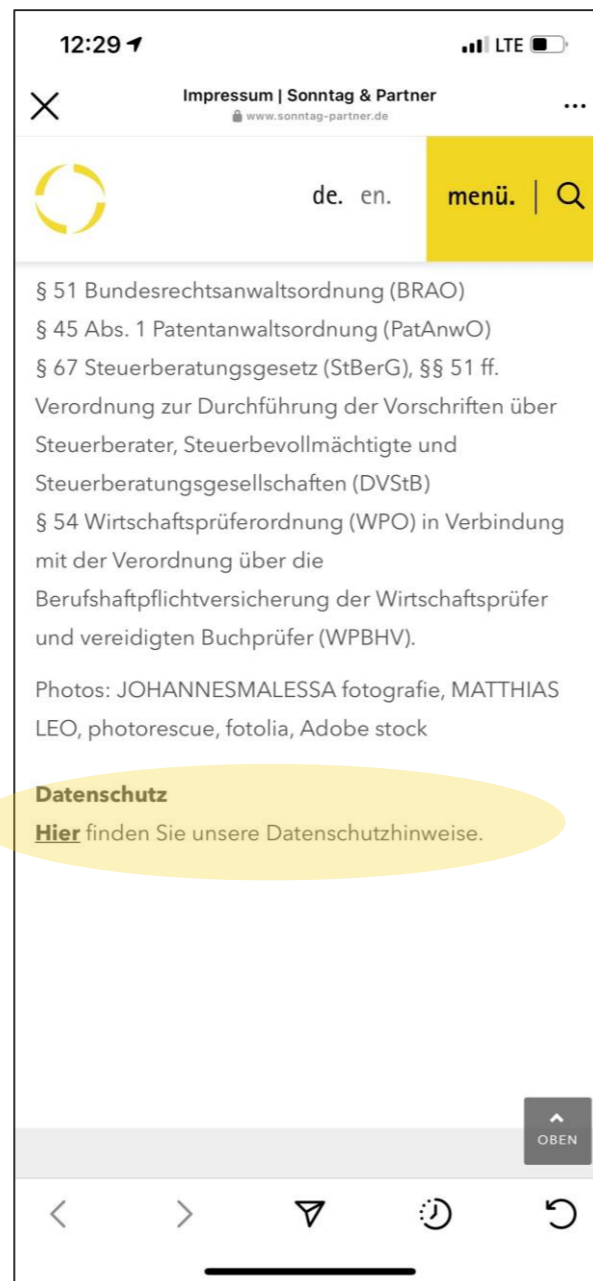 12:29
LTE
Impressum | Sonntag & Partner
www.sonntag-partner.de
de. en. menü. |
§ 51 Bundesrechtsanwaltsordnung (BRAO)
§ 45 Abs. 1 Patentanwaltsordnung (PatAnwO)
§ 67 Steuerberatungsgesetz (StBerG), §§ 51 ff.
Verordnung zur Durchführung der Vorschriften über
Steuerberater, Steuerbevollmächtigte und
Steuerberatungsgesellschaften (DVStB)
§ 54 Wirtschaftsprüferordnung (WPO) in Verbindung
mit der Verordnung über die
Berufshaftpflichtversicherung der Wirtschaftsprüfer
und vereidigten Buchprüfer (WPBHV).
Photos: JOHANNESMALESSA fotografie, MATTHIAS
LEO, photorescue, fotolia, Adobe stock
Datenschutz
Hier finden Sie unsere Datenschutzhinweise.
OBEN